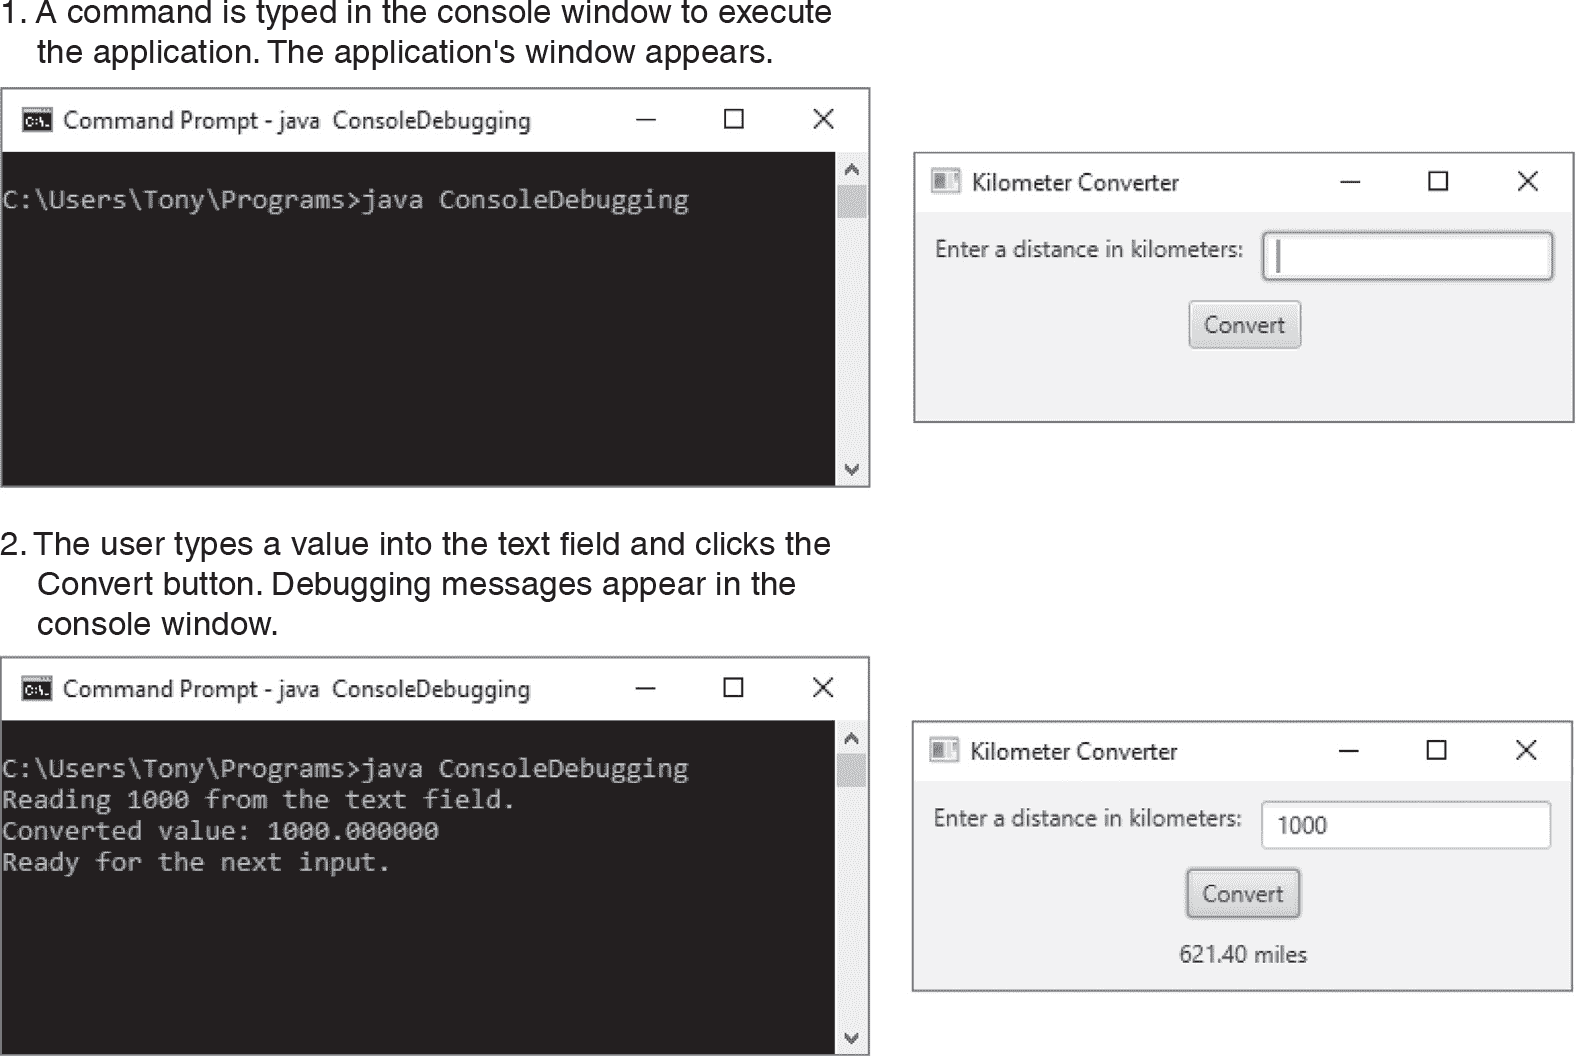 1. A command is typed in the console window to execute
the application. The application's window appears.
Command Prompt - java  ConsoleDebugging
C:\Users\Tony\Programs>java ConsoleDebugging
Kilometer Converter
Enter a distance in kilometers:
Convert
2. The user types a value into the text field and clicks the
Convert button. Debugging messages appear in the
console window.
Command Prompt - java  ConsoleDebugging
C:\Users\Tony\Programs>java ConsoleDebugging
Reading 1000 from the text field.
Converted value: 1000.000000
Ready for the next input.
Kilometer Converter
Enter a distance in kilometers: 1000
Convert
621.40 miles